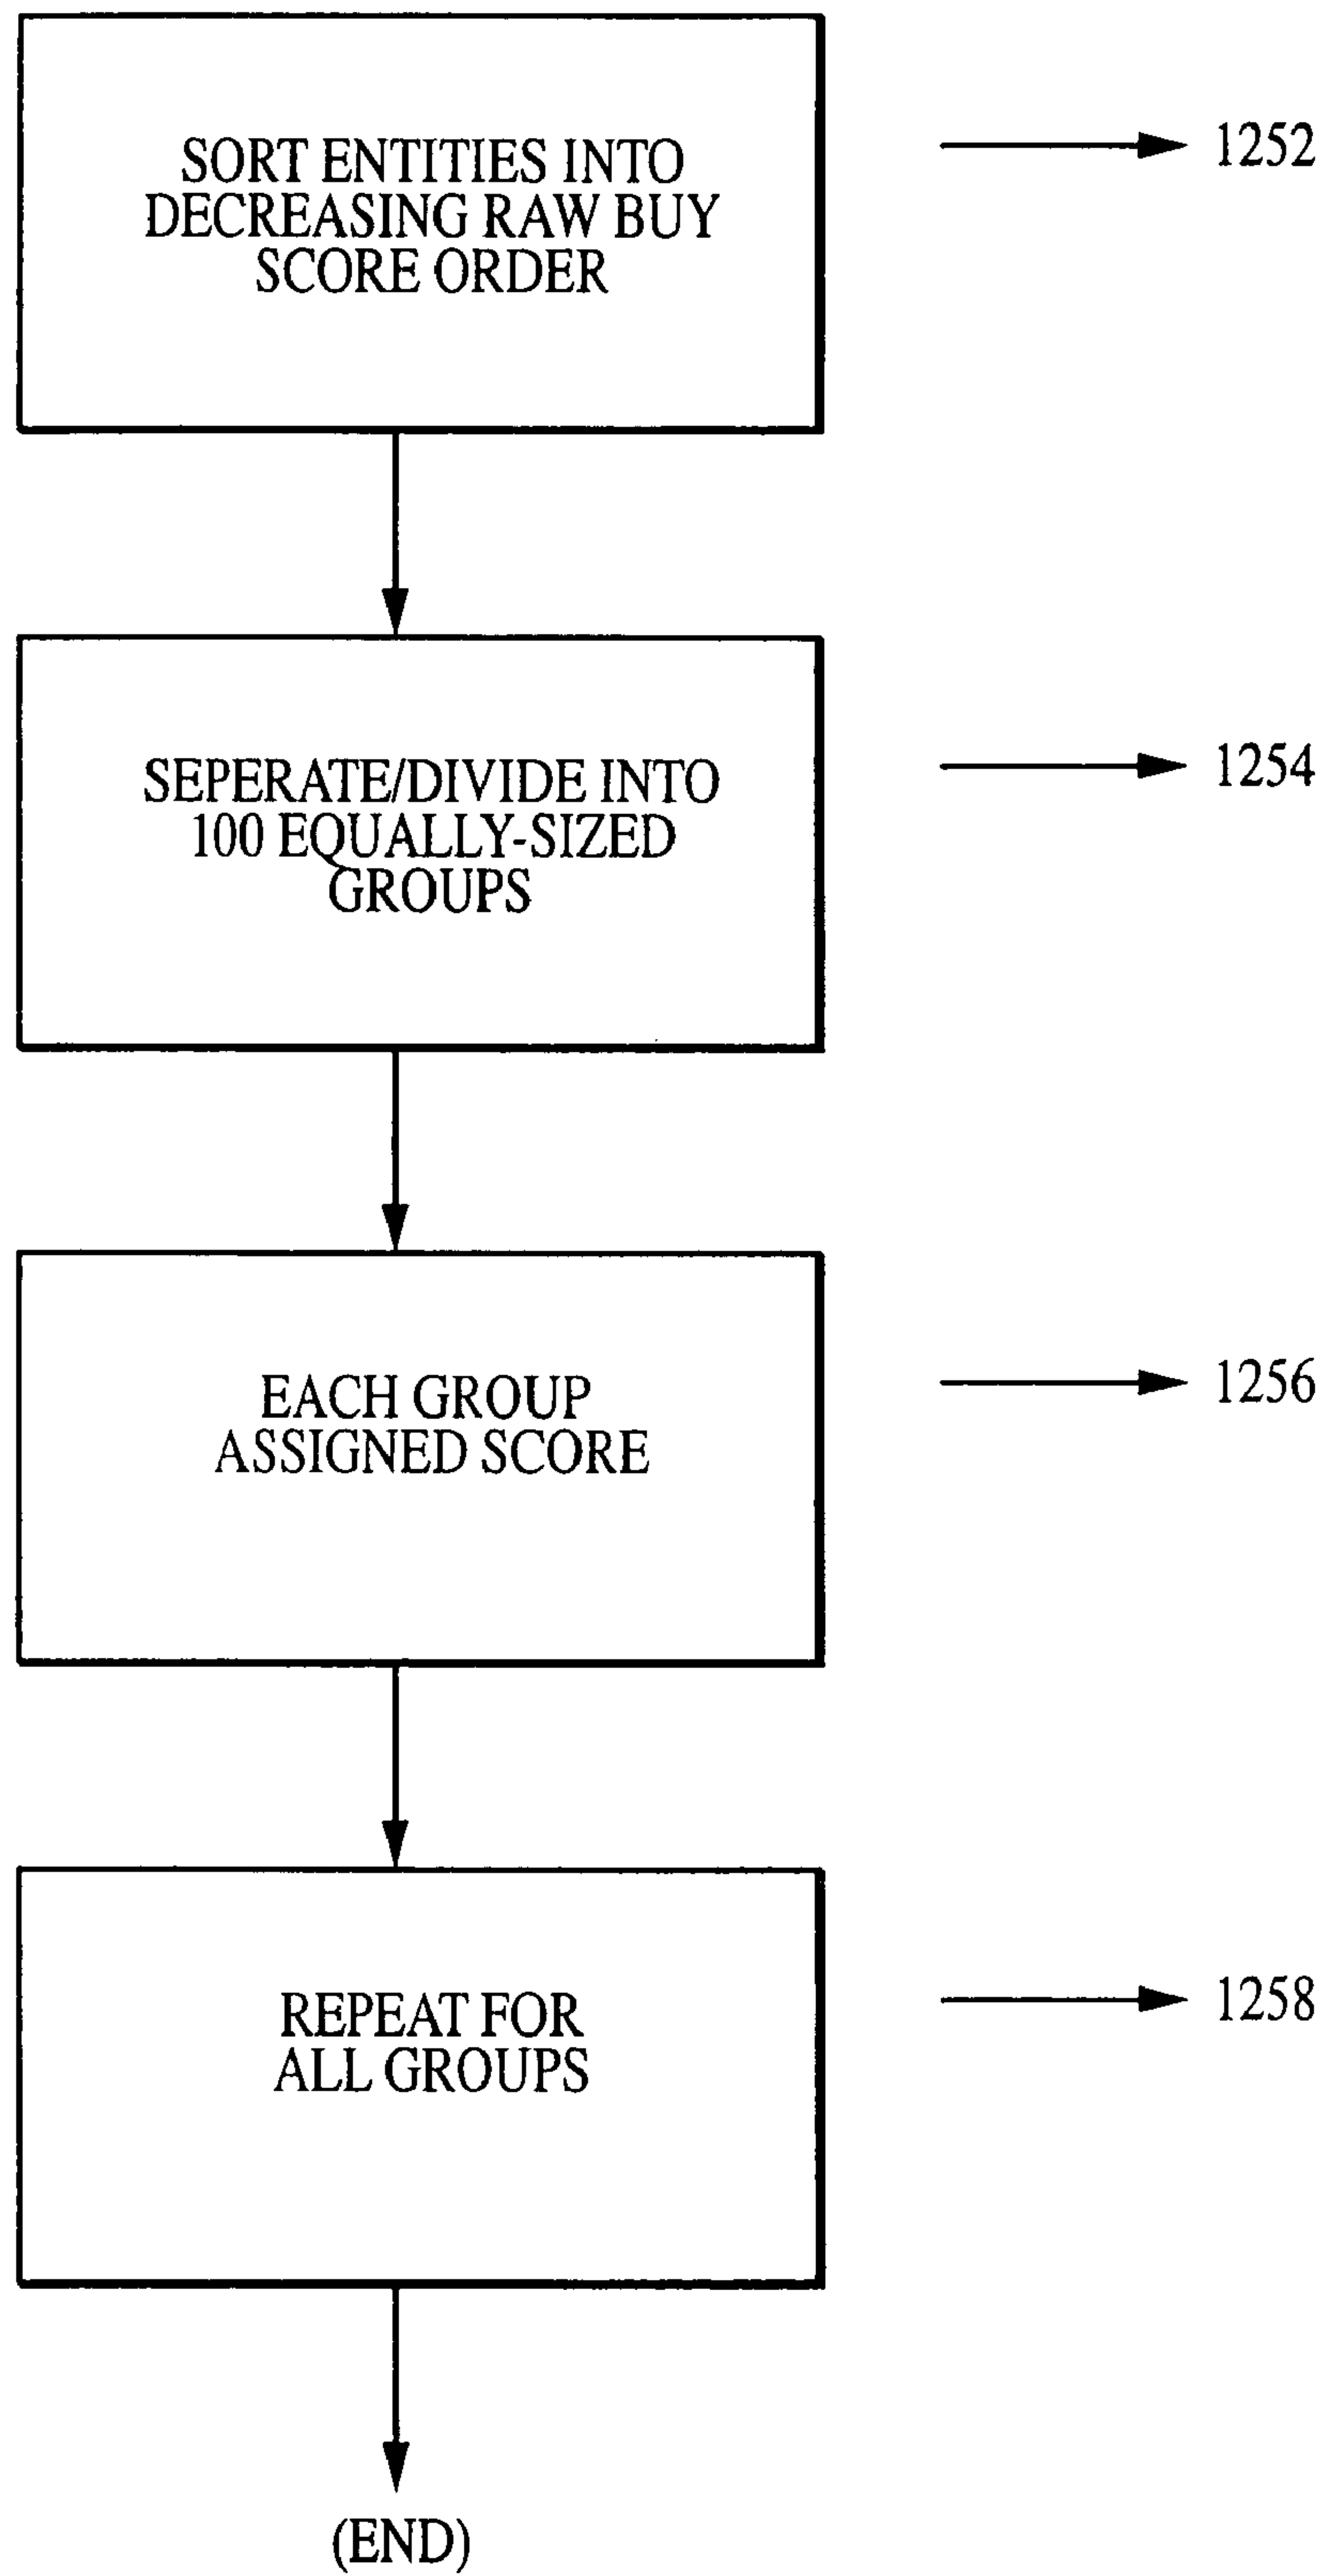 SORT ENTITIES INTO
DECREASING RAW BUY
SCORE ORDER
1252
SEPERATE/DIVIDE INTO
100 EQUALLY-SIZED
GROUPS
1254
EACH GROUP
ASSIGNED SCORE
1256
REPEAT FOR
ALL GROUPS
1258
(END)